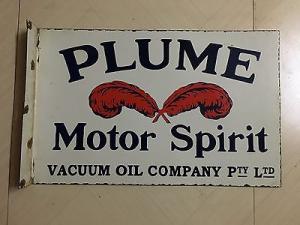 PLUME
Motor Spirit
VACUUM OIL COMPANY PTY LTD